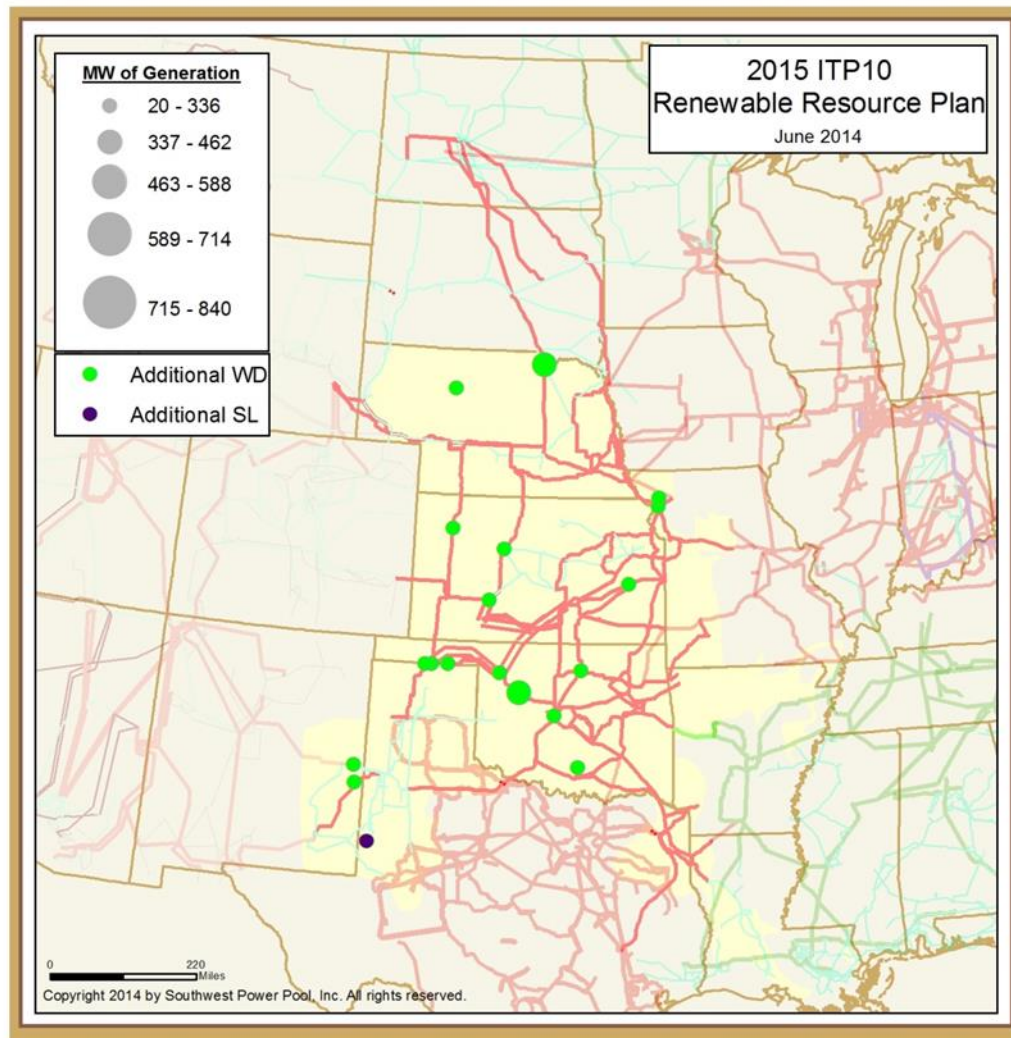 MW of Generation
20 - 336
337 - 462
463 - 588
589 - 714
715 - 840
Additional WD
Additional SL
2015 ITP10
Renewable Resource Plan
June 2014
0 220
Miles
Copyright 2014 by Southwest Power Pool, Inc. All rights reserved.